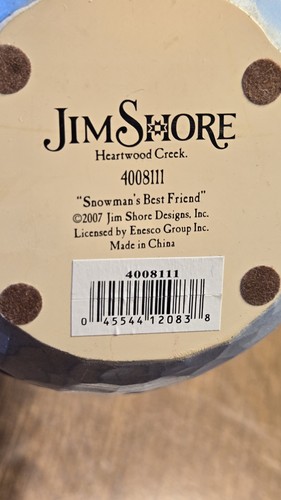 JIM SHORE
Heartwood Creek.
4008111
"Snowman's Best Friend"
©2007 Jim Shore Designs, Inc.
Licensed by Enesco Group Inc.
Made in China
4008111
0 45544 12083 8